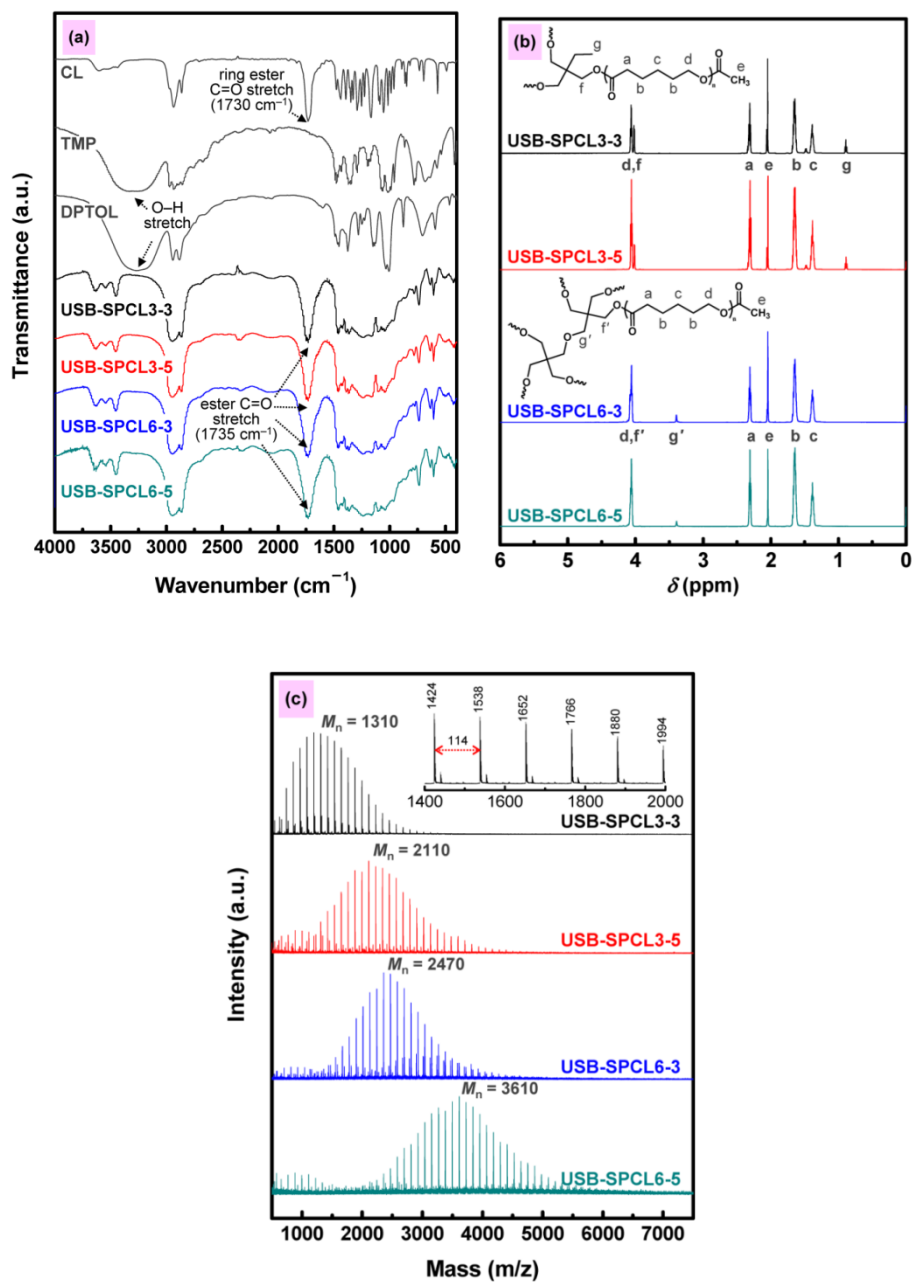 (a)
CL
ring ester
C=O stretch
(1730 cm⁻¹)
TMP
DPTOL
O–H
stretch
USB-SPCL3-3
USB-SPCL3-5
USB-SPCL6-3
ester C=O
stretch
(1735 cm⁻¹)
USB-SPCL6-5
Transmittance (a.u.)
4000 3500 3000 2500 2000 1500 1000 500
Wavenumber (cm⁻¹)
(b)
g
O
O
O
f
O
a
b
c
b
d
O
n
O
e
CH₃
USB-SPCL3-3
d,f a e b c g
USB-SPCL3-5
O
O
O
O
O
g′
O
f′
O
O
a
b
c
b
d
O
n
O
e
CH₃
USB-SPCL6-3
d,f′ g′ a e b c
USB-SPCL6-5
6 5 4 3 2 1 0
δ (ppm)
(c)
Mₙ = 1310
1424 1538 1652 1766 1880 1994
114
1400 1600 1800 2000
USB-SPCL3-3
Mₙ = 2110
USB-SPCL3-5
Mₙ = 2470
USB-SPCL6-3
Mₙ = 3610
USB-SPCL6-5
Intensity (a.u.)
1000 2000 3000 4000 5000 6000 7000
Mass (m/z)